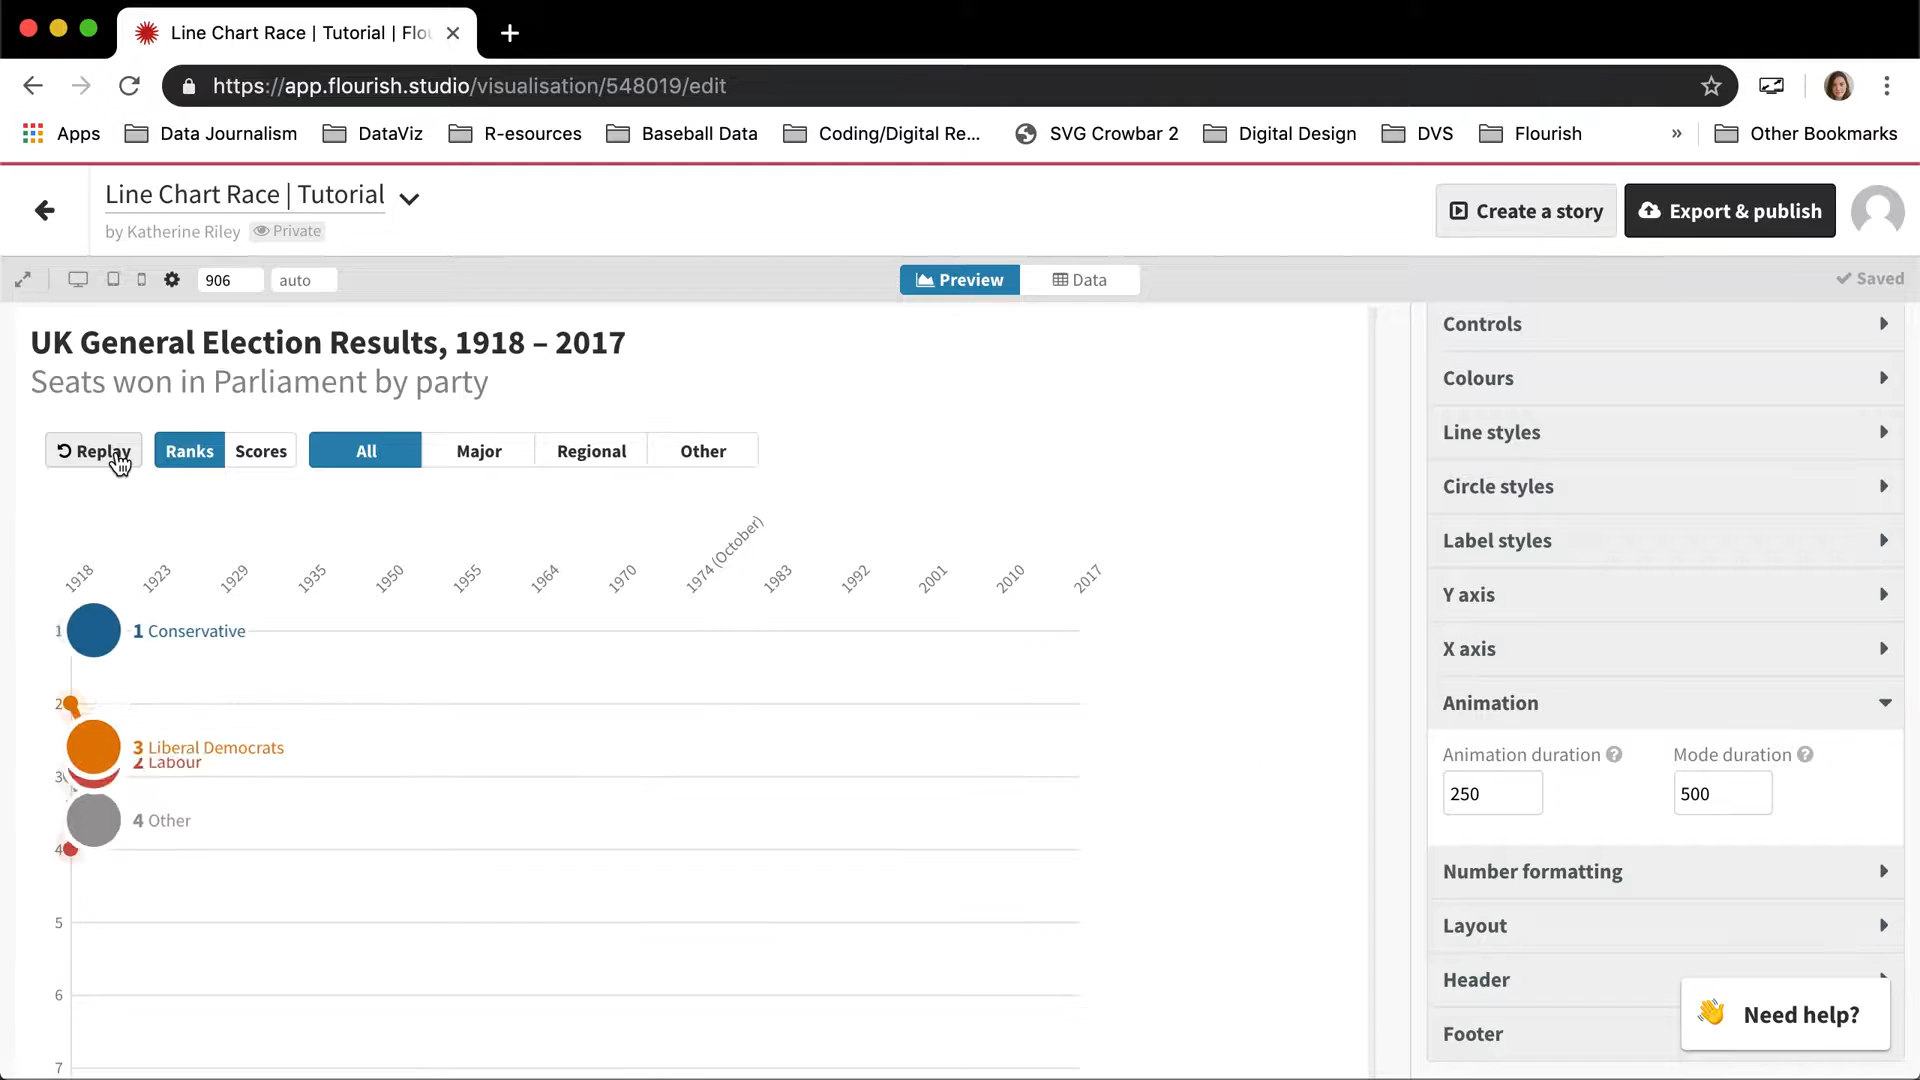 Line Chart Race | Tutorial | Flou
https://app.flourish.studio/visualisation/548019/edit
Apps Data Journalism DataViz R-esources Baseball Data Coding/Digital Re... SVG Crowbar 2 Digital Design DVS Flourish » Other Bookmarks
Line Chart Race | Tutorial
by Katherine Riley Private
Create a story
Export & publish
906 auto
Preview Data
Saved
UK General Election Results, 1918 – 2017
Seats won in Parliament by party
Replay Ranks Scores All Major Regional Other
1918 1923 1929 1935 1950 1955 1964 1970 1974 (October) 1983 1992 2001 2010 2017
1 1 Conservative
2
3 Liberal Democrats
2 Labour
3
4 Other
4
5
6
7
Controls
Colours
Line styles
Circle styles
Label styles
Y axis
X axis
Animation
Animation duration ? Mode duration ?
250 500
Number formatting
Layout
Header
Footer
Need help?